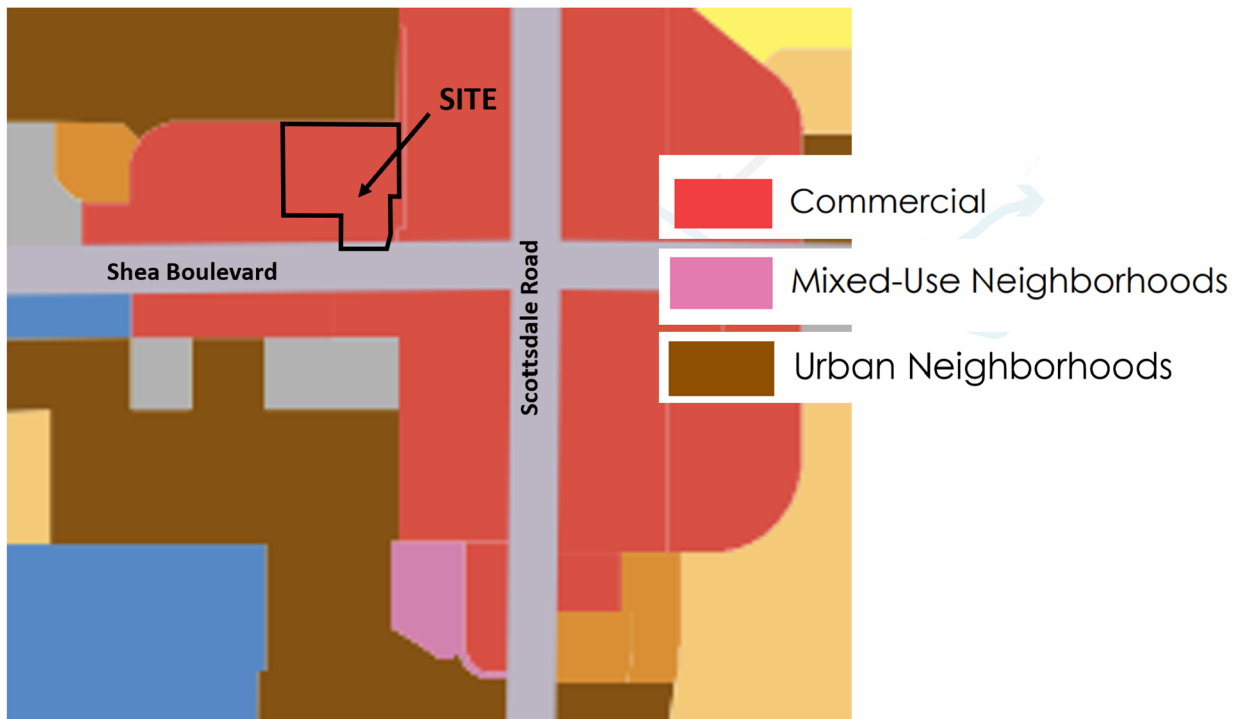 SITE
Commercial
Shea Boulevard
Scottsdale Road
Mixed-Use Neighborhoods
Urban Neighborhoods